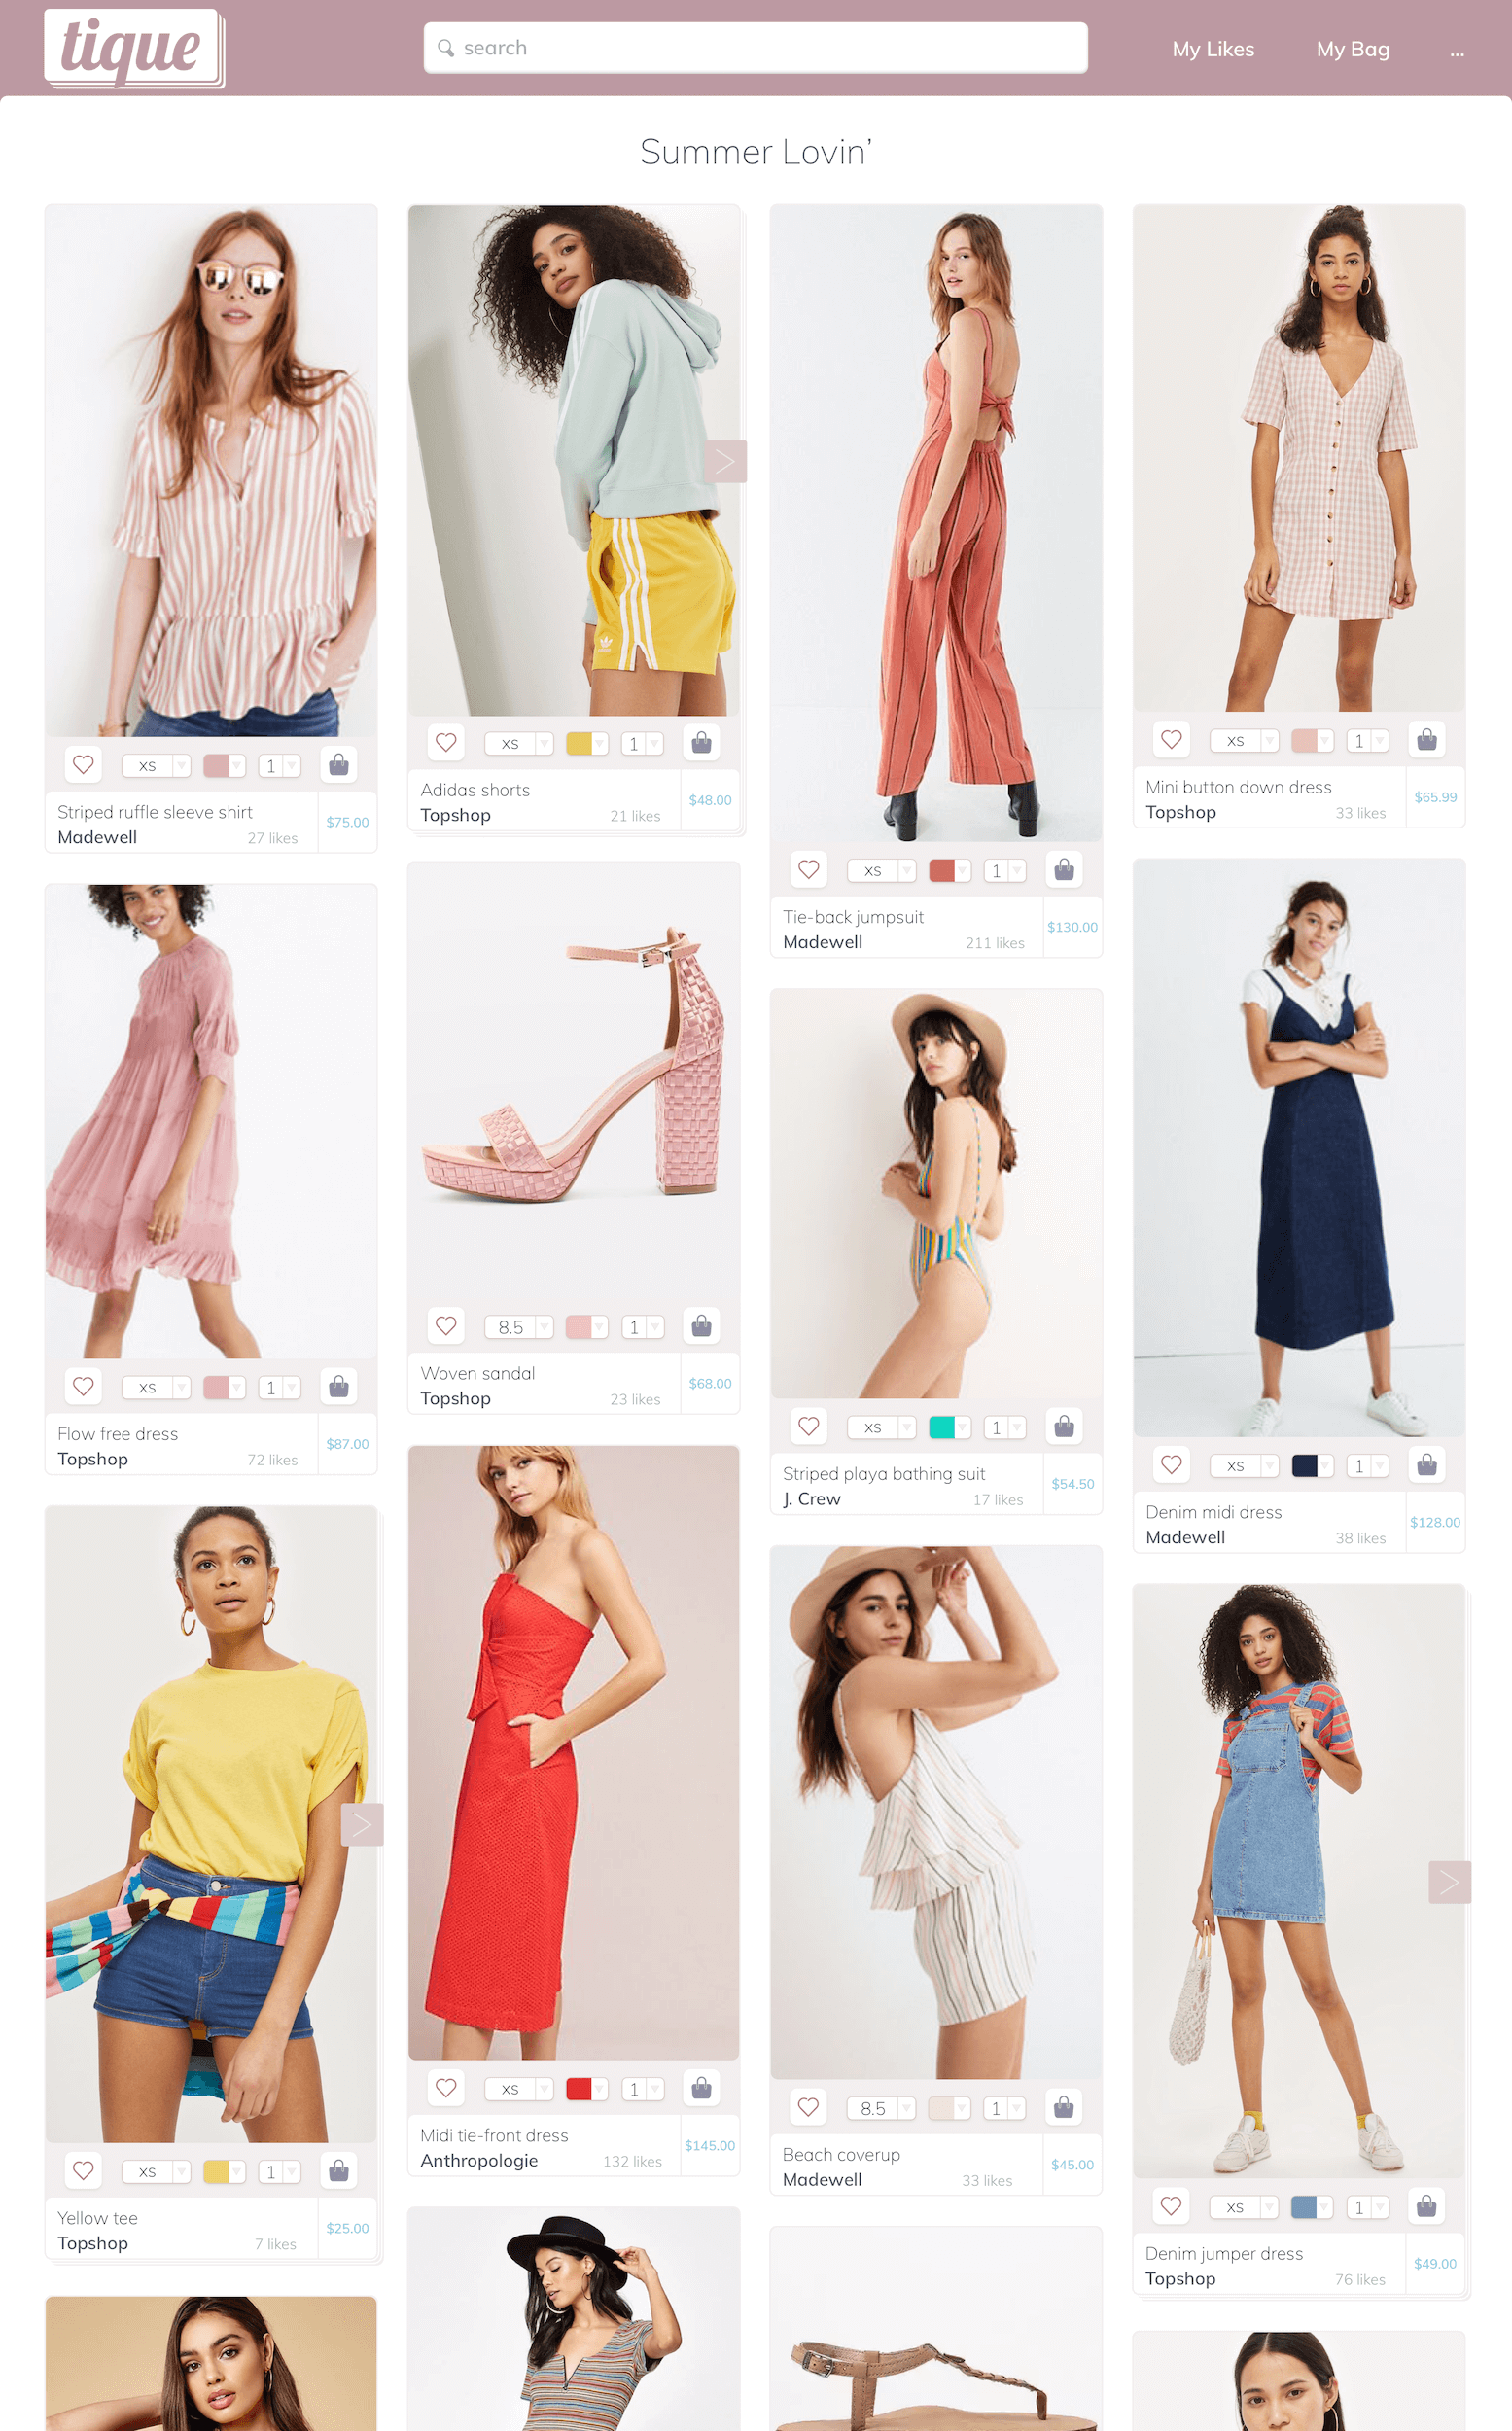 tique
search
My Likes
My Bag
...
Summer Lovin’
xs
1
Striped ruffle sleeve shirt
Madewell
27 likes
$75.00
>
xs
1
Adidas shorts
Topshop
21 likes
$48.00
xs
1
Tie-back jumpsuit
Madewell
211 likes
$130.00
xs
1
Mini button down dress
Topshop
33 likes
$65.99
xs
1
Flow free dress
Topshop
72 likes
$87.00
8.5
1
Woven sandal
Topshop
23 likes
$68.00
xs
1
Striped playa bathing suit
J. Crew
17 likes
$54.50
xs
1
Denim midi dress
Madewell
38 likes
$128.00
>
xs
1
Yellow tee
Topshop
7 likes
$25.00
xs
1
Midi tie-front dress
Anthropologie
132 likes
$145.00
8.5
1
Beach coverup
Madewell
33 likes
$45.00
>
xs
1
Denim jumper dress
Topshop
76 likes
$49.00